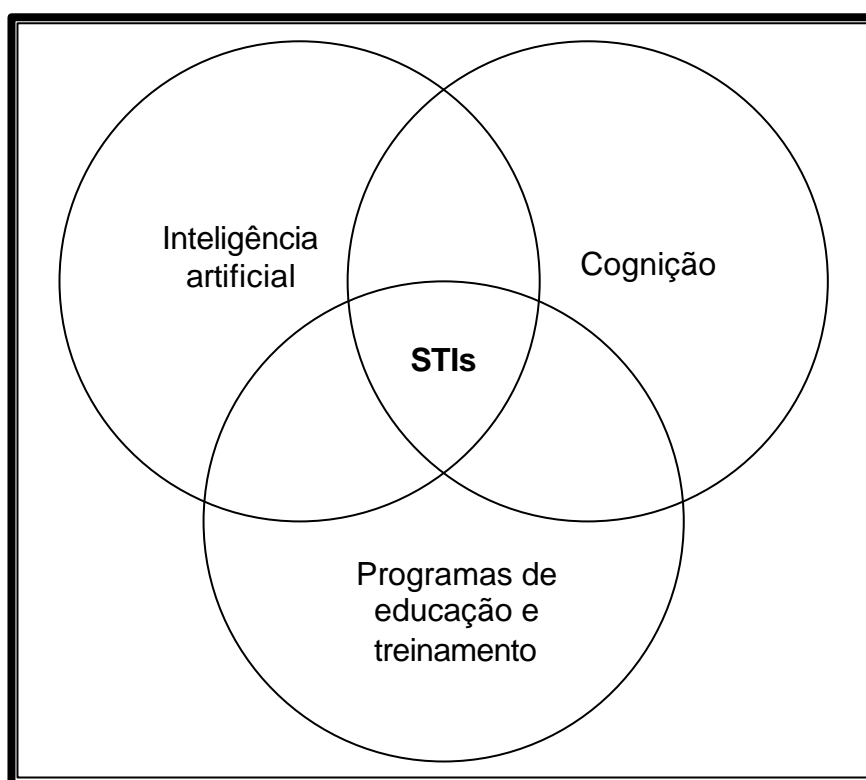 Inteligência
artificial
Cognição
STIs
Programas de
educação e
treinamento